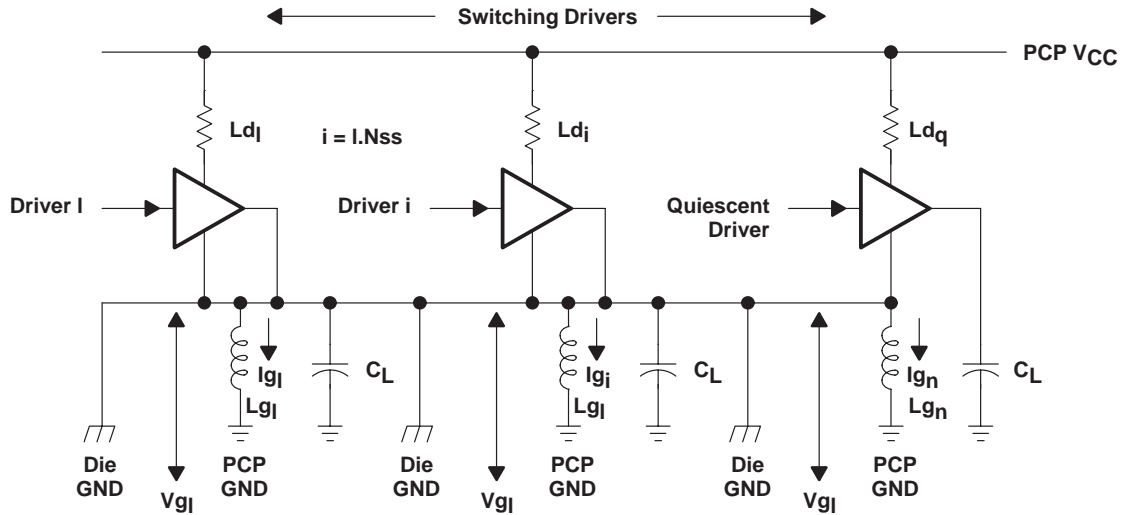 Switching Drivers
PCP VCC
Ldl
i = l.Nss
Ldi
Ldq
Driver l
Driver i
Quiescent
Driver
Igl
Lgl
CL
Igi
Lgl
CL
Ign
Lgn
CL
Die
GND
Vgl
PCP
GND
Die
GND
Vgl
PCP
GND
Die
GND
Vgl
PCP
GND